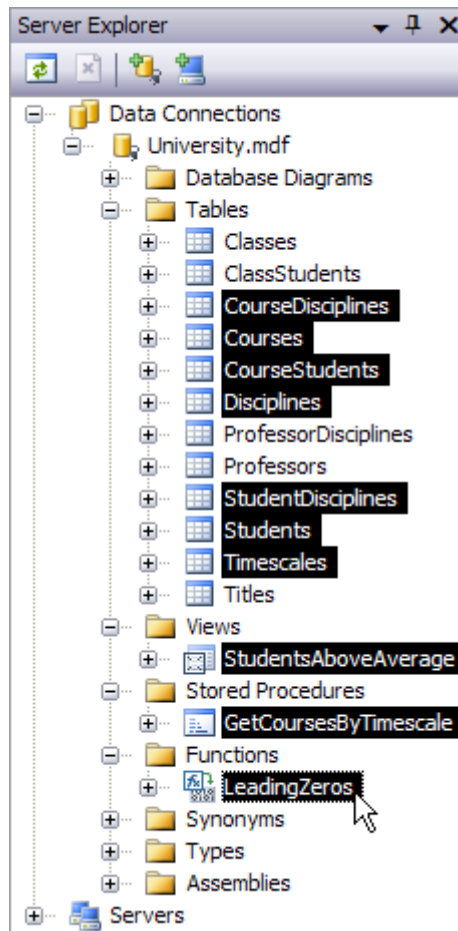 Server Explorer
Data Connections
University.mdf
Database Diagrams
Tables
Classes
ClassStudents
CourseDisciplines
Courses
CourseStudents
Disciplines
ProfessorDisciplines
Professors
StudentDisciplines
Students
Timescales
Titles
Views
StudentsAboveAverage
Stored Procedures
GetCoursesByTimescale
Functions
LeadingZeros
Synonyms
Types
Assemblies
Servers